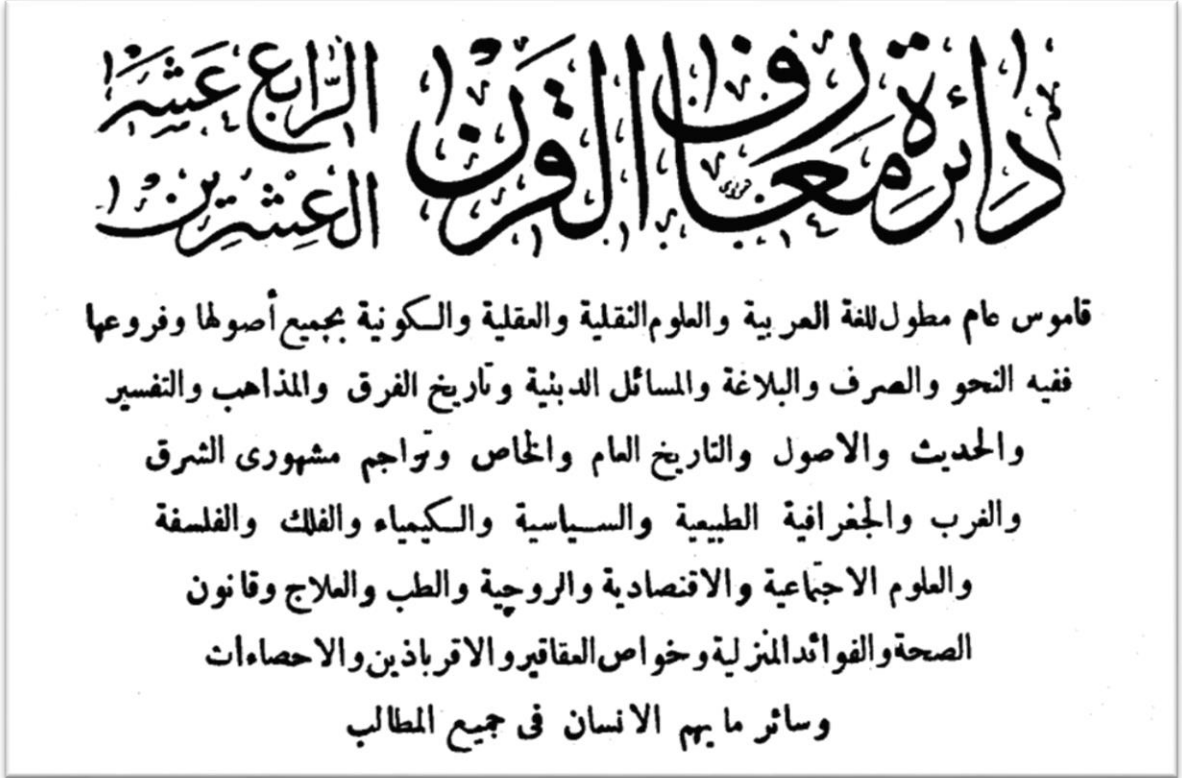 دائرة معارف القرن
الرابع عشر
العشرين
قاموس عام مطول للغة العربية والعلوم النقلية والعقلية والكونية بجميع أصولها وفروعها
ففيه النحو والصرف والبلاغة والمسائل الدينية وتاريخ الفرق والمذاهب والتفسير
والحديث والاصول والتاريخ العام والخاص وتراجم مشهورى الشرق
والغرب والجغرافية الطبيعية والسياسية والكيمياء والفلك والفلسفة
والعلوم الاجتماعية والاقتصادية والروحية والطب والعلاج وقانون
الصحة والفوائد المنزلية وخواص العقاقير والاقرباذين والاحصاءات
وسائر ما يهم الانسان فى جميع المطالب